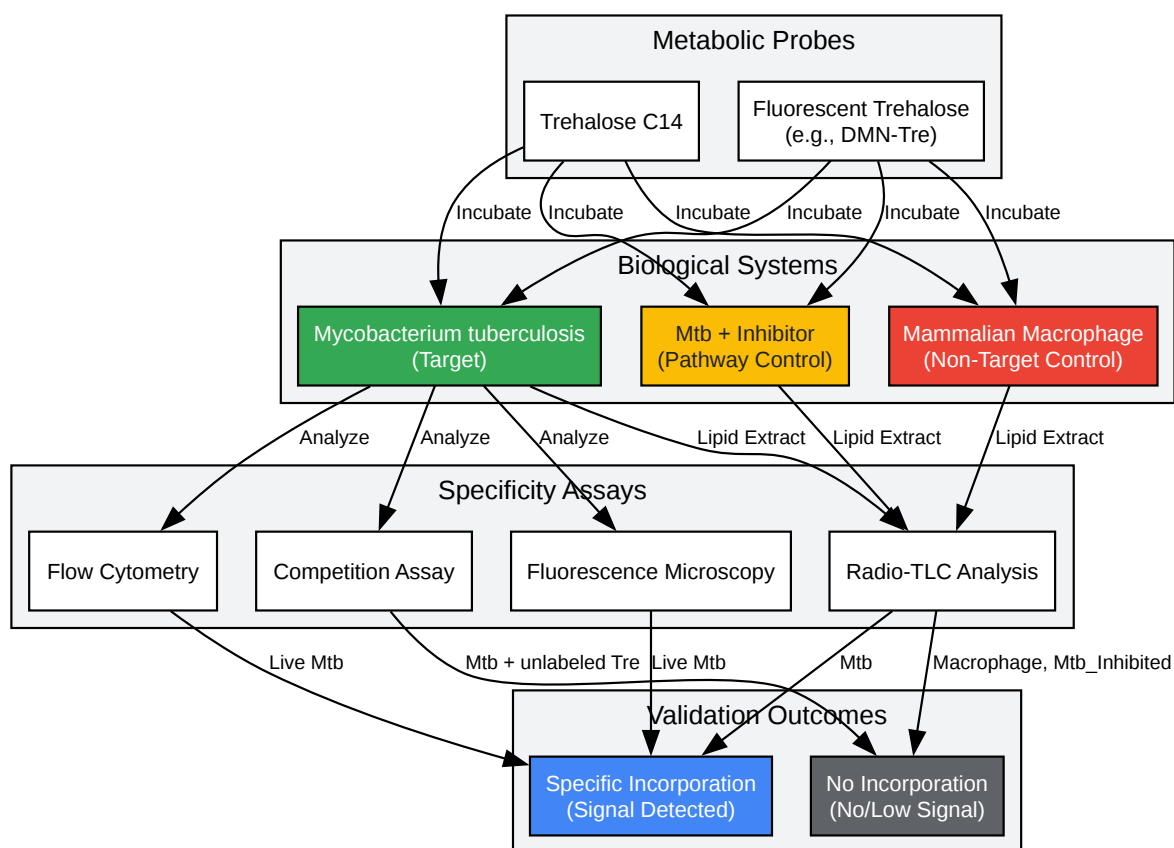 Metabolic Probes
Trehalose C14
Fluorescent Trehalose
(e.g., DMN-Tre)
Incubate
Incubate
Incubate
Incubate
Incubate
Incubate
Biological Systems
Mycobacterium tuberculosis
(Target)
Mtb + Inhibitor
(Pathway Control)
Mammalian Macrophage
(Non-Target Control)
Analyze
Analyze
Analyze
Lipid Extract
Lipid Extract
Lipid Extract
Specificity Assays
Flow Cytometry
Competition Assay
Fluorescence Microscopy
Radio-TLC Analysis
Live Mtb
Mtb + unlabeled Tre
Live Mtb
Mtb
Macrophage, Mtb_Inhibited
Validation Outcomes
Specific Incorporation
(Signal Detected)
No Incorporation
(No/Low Signal)